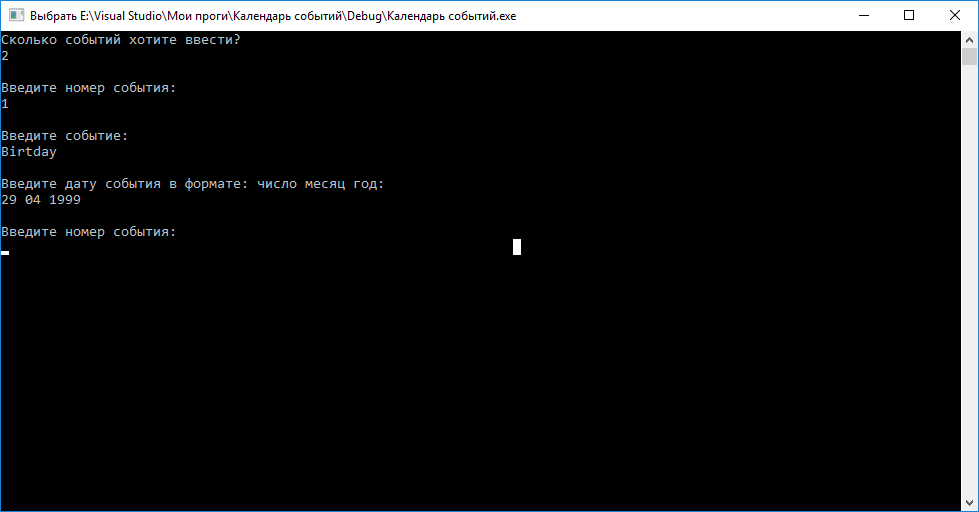 Выбрать E:\Visual Studio\Мои проги\Календарь событий\Debug\Календарь событий.exe
Сколько событий хотите ввести?
2
Введите номер события:
1
Введите событие:
Birtday
Введите дату события в формате: число месяц год:
29 04 1999
Введите номер события: